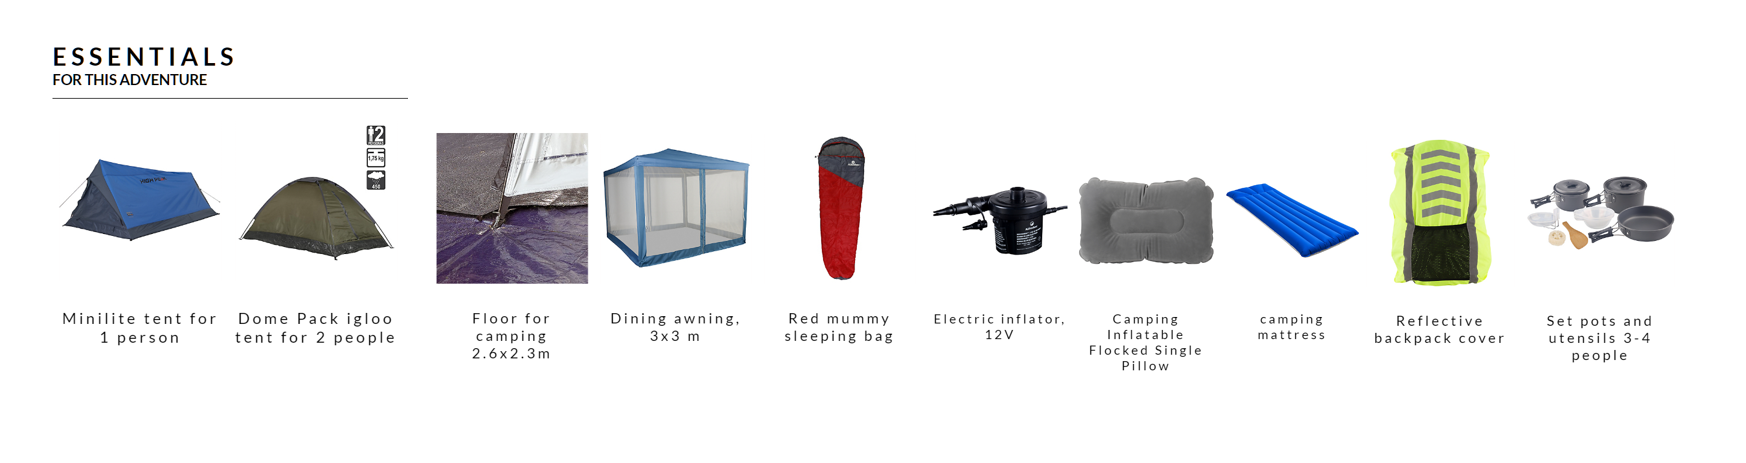 ESSENTIALS
FOR THIS ADVENTURE
2
1,75 kg
450
HIGH PEAK
Minilite tent for
1 person
Dome Pack igloo
tent for 2 people
Floor for
camping
2.6x2.3m
Dining awning,
3x3 m
Red mummy
sleeping bag
Electric inflator,
12V
Camping
Inflatable
Flocked Single
Pillow
camping
mattress
Reflective
backpack cover
Set pots and
utensils 3-4
people